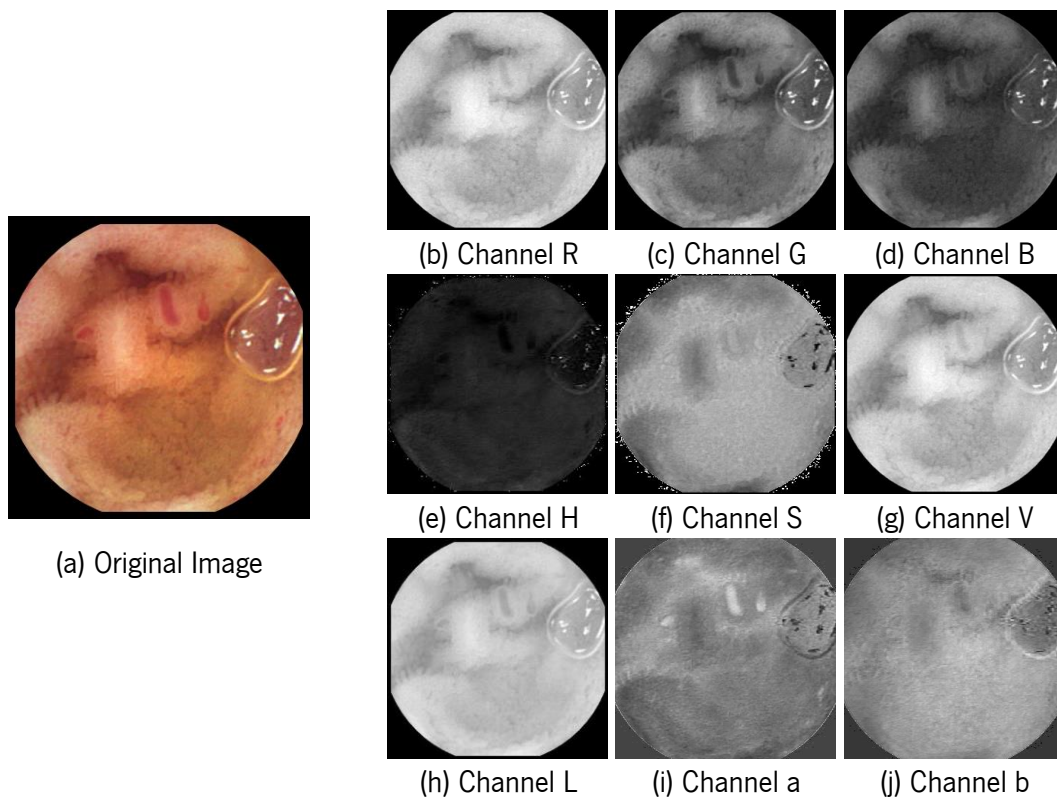 (a) Original Image
(b) Channel R
(c) Channel G
(d) Channel B
(e) Channel H
(f) Channel S
(g) Channel V
(h) Channel L
(i) Channel a
(j) Channel b